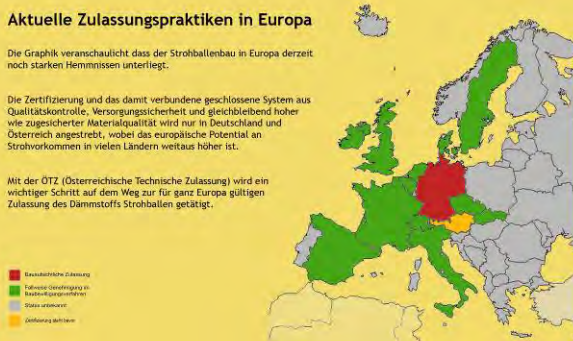 Aktuelle Zulassungspraktiken in Europa
Die Graphik veranschaulicht dass der Strohballenbau in Europa derzeit
noch starken Hemmnissen unterliegt.
Die Zertifizierung und das damit verbundene geschlossene System aus
Qualitätskontrolle, Versorgungssicherheit und gleichbleibend hoher
wie zugesicherter Materialqualität wird nur in Deutschland und
Österreich angestrebt, wobei das europäische Potential an
Strohvorkommen in vielen Ländern weitaus höher ist.
Mit der ÖTZ (Österreichische Technische Zulassung) wird ein
wichtiger Schritt auf dem Weg zur für ganz Europa gültigen
Zulassung des Dämmstoffs Strohballen getätigt.
Bauaufsichtliche Zulassung
Fallweise Genehmigung im
Baubewilligungsverfahren
Status unbekannt
Zertifizierung steht bevor